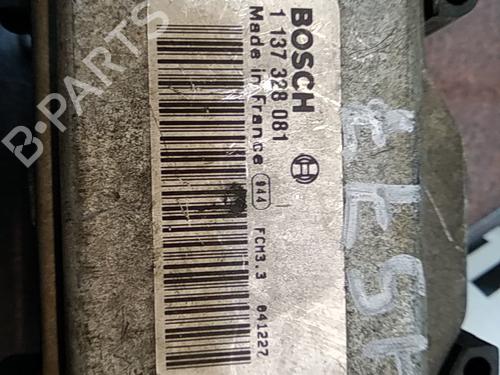 BOSCH
1 137 328 081
Made in France
044
FCM3.3
041227
B-PARTS